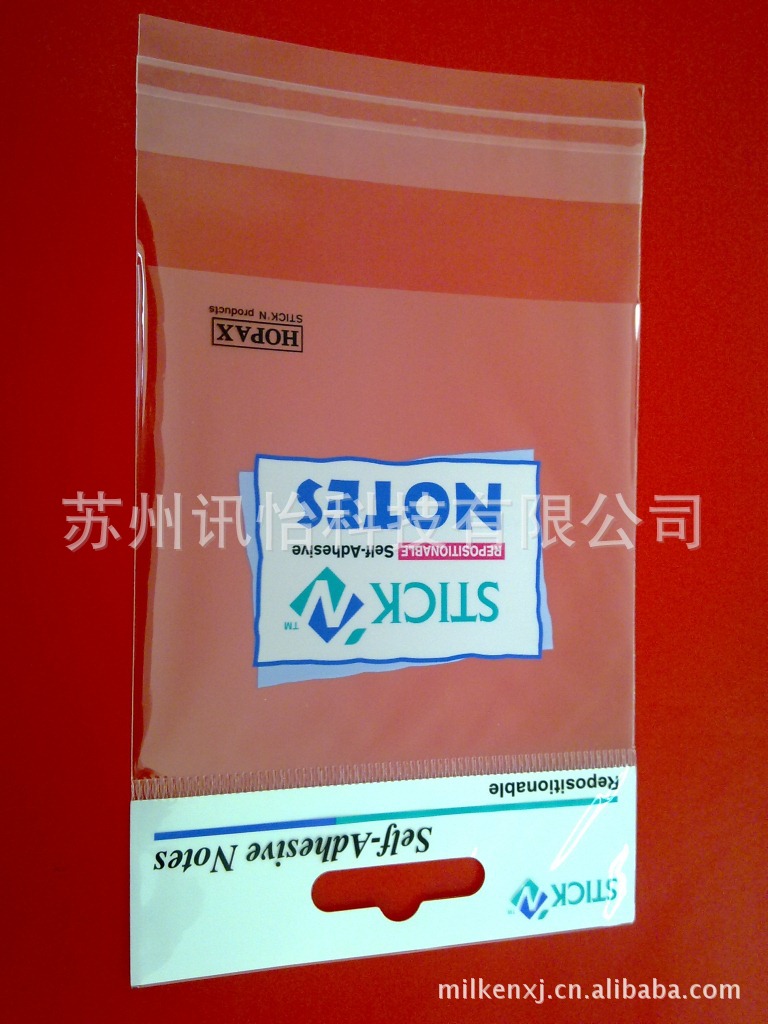 STICK'N
Self-Adhesive Notes
Repositionable
STICK'N™
REPOSITIONABLE Self-Adhesive
NOTES
HOPAX
STICK'N products
苏州讯怡科技有限公司
milkenxj.cn.alibaba.com